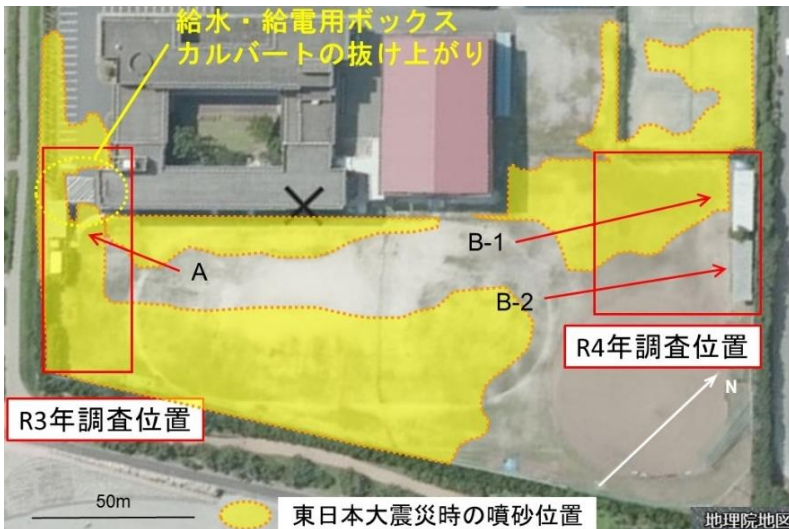 給水・給電用ボックス
カルバートの抜け上がり
A
B-1
B-2
R4年調査位置
N
R3年調査位置
50m
東日本大震災時の噴砂位置
地理院地図